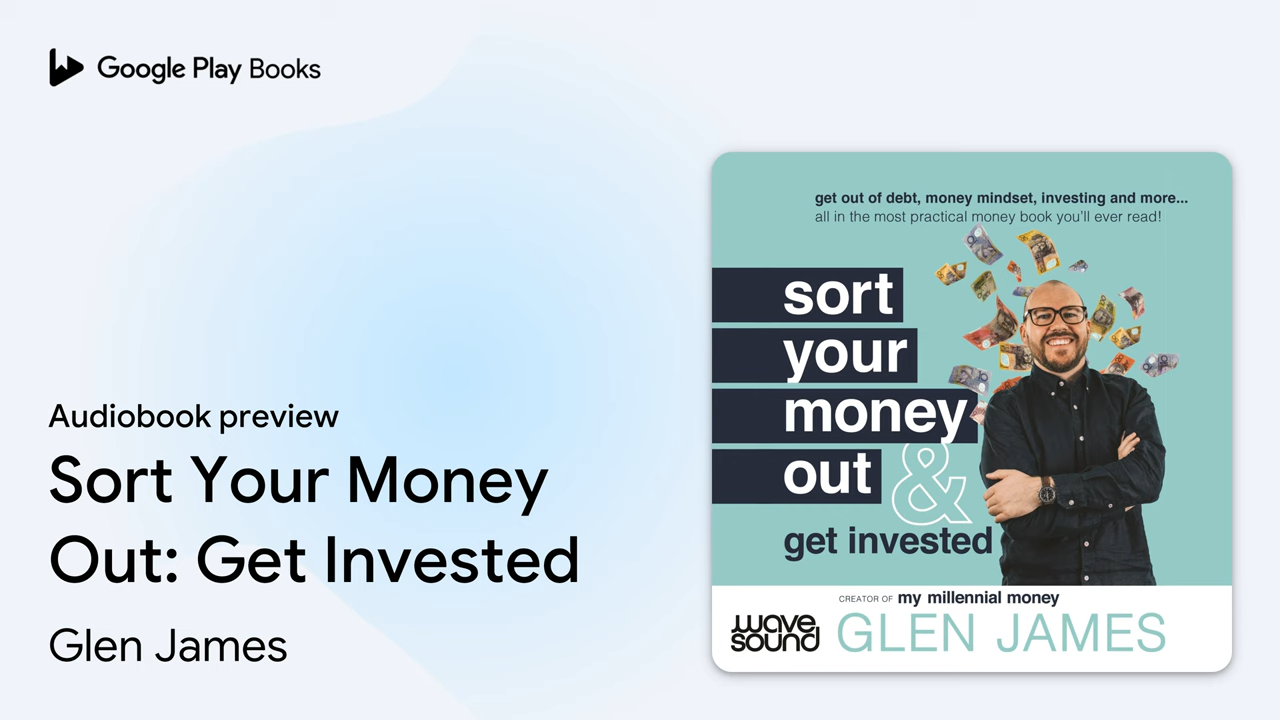 Google Play Books
Audiobook preview
Sort Your Money
Out: Get Invested
Glen James
get out of debt, money mindset, investing and more...
all in the most practical money book you'll ever read!
sort
your
money
out &
get invested
CREATOR OF my millennial money
wave
sound
GLEN JAMES